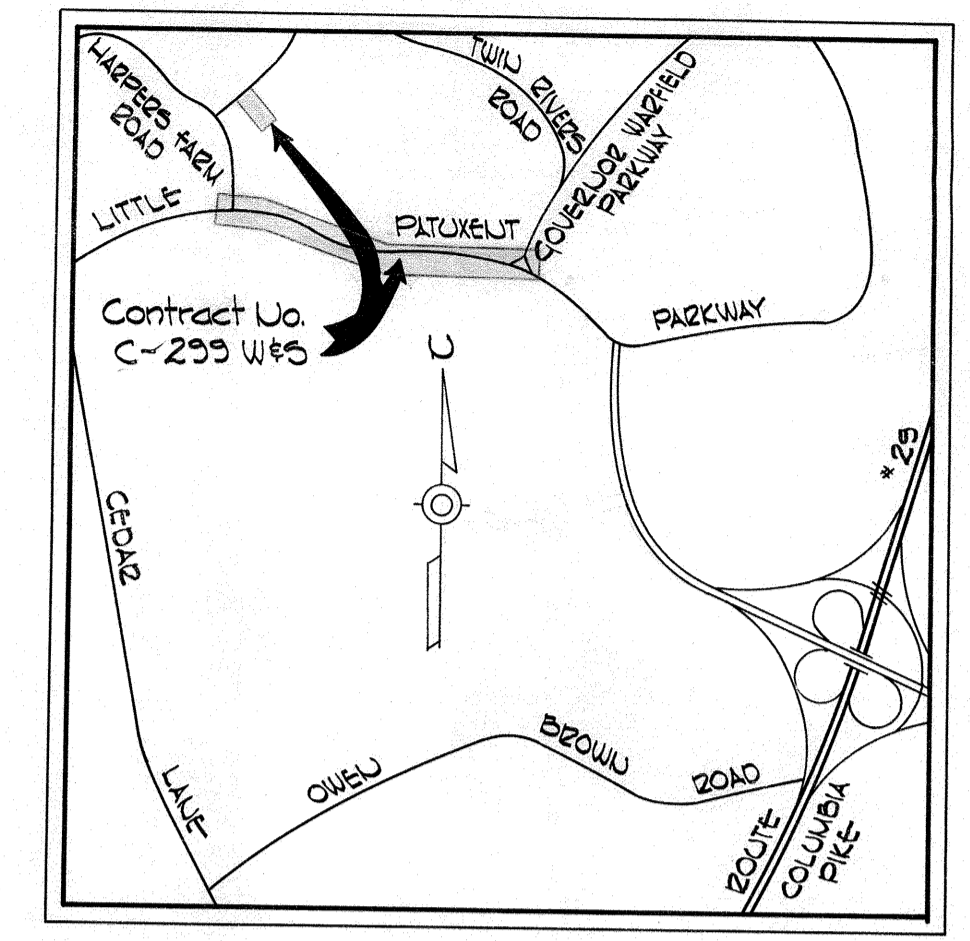 HARPERS FARM
ROAD
TWIN RIVERS
ROAD
GOVERNOR WARFIELD
PARKWAY
LITTLE
PATUXENT
PARKWAY
Contract No.
C-299 W&S
N
* 29
CEDAR
LANE
OWEN
BROWN
ROAD
ROUTE
COLUMBIA
PIKE